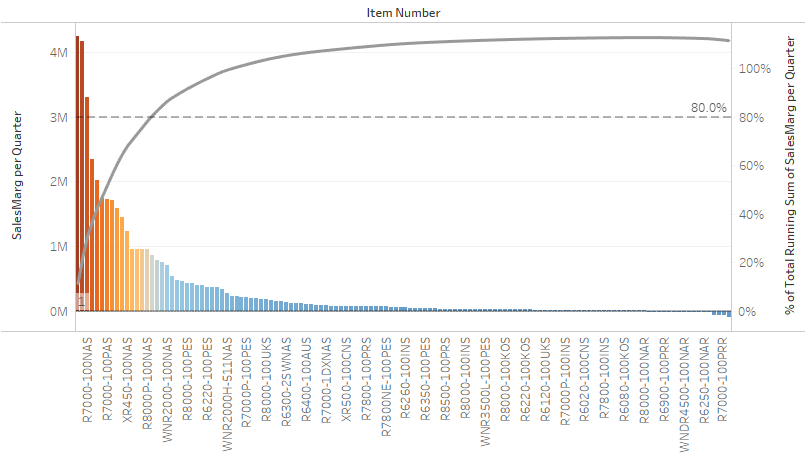 Item Number
SalesMarg per Quarter
4M
3M
2M
1M
0M
80.0%
1
100%
80%
60%
40%
20%
0%
% of Total Running Sum of SalesMarg per Quarter
R7000-100NAS
R7000-100PAS
XR450-100NAS
R8000P-100NAS
WNR2000-100NAS
R8000-100PES
R6220-100PES
WNR2000H-511NAS
R7000P-100PES
R8000-100UKS
R6300-2SWNAS
R6400-100AUS
R7000-1DXNAS
XR500-100CNS
R7800-100PRS
R7800NE-100PES
R6260-100INS
R6350-100PES
R8500-100PRS
R8000-100INS
WNR3500L-100PES
R8000-100KOS
R6220-100KOS
R6120-100UKS
R7000P-100INS
R6020-100CNS
R7800-100INS
R6080-100KOS
R8000-100NAR
R6900-100PRR
WNDR4500-100NAR
R6250-100NAR
R7000-100PRR